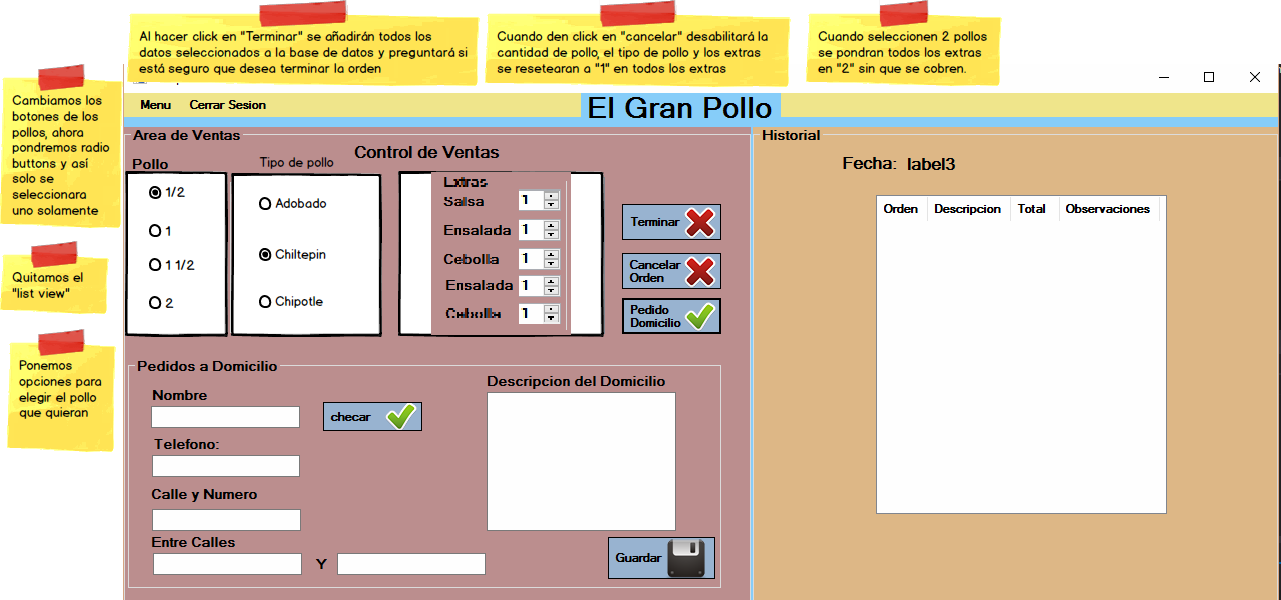 Al hacer click en "Terminar" se añadirán todos los
datos seleccionados a la base de datos y preguntará si
está seguro que desea terminar la orden
Cuando den click en "cancelar" desabilitará la
cantidad de pollo, el tipo de pollo y los extras
se resetearan a "1" en todos los extras
Cuando seleccionen 2 pollos
se pondran todos los extras
en "2" sin que se cobren.
Cambiamos los
botones de los
pollos, ahora
pondremos radio
buttons y así
solo se
seleccionara
uno solamente
Quitamos el
"list view"
Ponemos
opciones para
elegir el pollo
que quieran
Menu Cerrar Sesion
El Gran Pollo
Area de Ventas
Control de Ventas
Pollo
1/2
1
1 1/2
2
Tipo de pollo
Adobado
Chiltepin
Chipotle
Extras
Salsa 1
Ensalada 1
Cebolla 1
Ensalada 1
Cebolla 1
Terminar
Cancelar
Orden
Pedido
Domicilio
Pedidos a Domicilio
Nombre
checar
Telefono:
Calle y Numero
Entre Calles
Y
Descripcion del Domicilio
Guardar
Historial
Fecha: label3
Orden Descripcion Total Observaciones